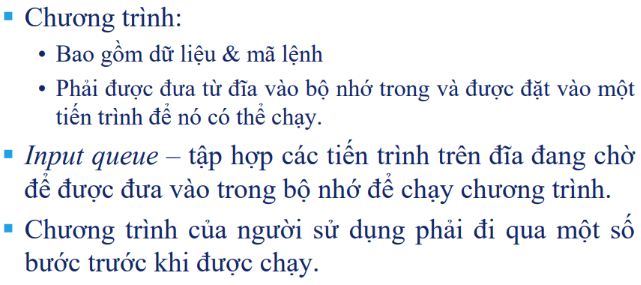 ▪ Chương trình:
• Bao gồm dữ liệu & mã lệnh
• Phải được đưa từ đĩa vào bộ nhớ trong và được đặt vào một
tiến trình để nó có thể chạy.
▪ Input queue – tập hợp các tiến trình trên đĩa đang chờ
để được đưa vào trong bộ nhớ để chạy chương trình.
▪ Chương trình của người sử dụng phải đi qua một số
bước trước khi được chạy.